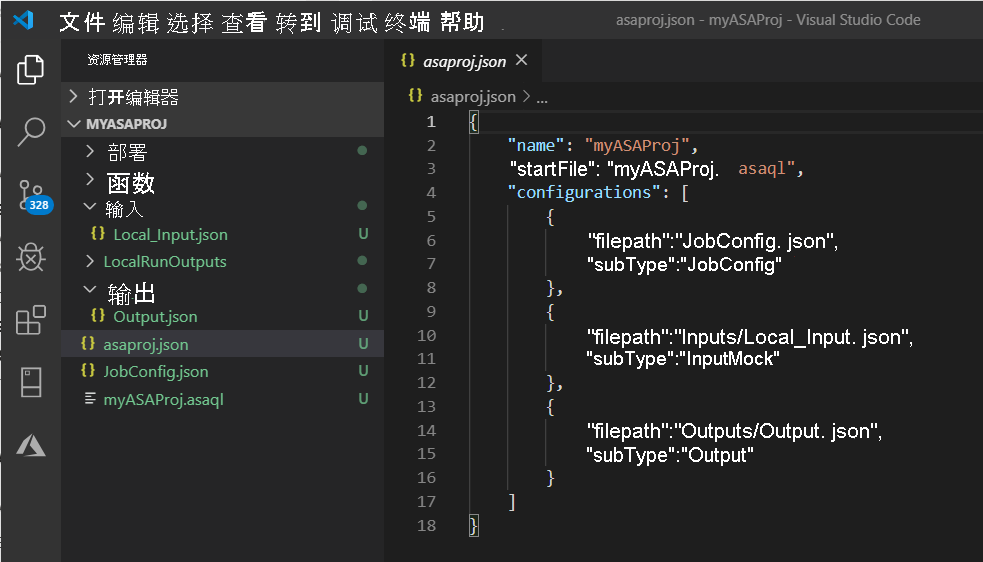 文件 编辑 选择 查看 转到 调试 终端 帮助
asaproj.json - myASAProj - Visual Studio Code
资源管理器
打开编辑器
MYASAPROJ
部署
函数
输入
Local_Input.json U
LocalRunOutputs
输出
Output.json U
asaproj.json U
JobConfig.json U
myASAProj.asaql U
328
{} asaproj.json ×
{} asaproj.json > ...
1 {
2 "name": "myASAProj",
3 "startFile": "myASAProj. asaql",
4 "configurations": [
5 {
6 "filepath":"JobConfig. json",
7 "subType":"JobConfig"
8 },
9 {
10 "filepath":"Inputs/Local_Input. json",
11 "subType":"InputMock"
12 },
13 {
14 "filepath":"Outputs/Output. json",
15 "subType":"Output"
16 }
17 ]
18 }